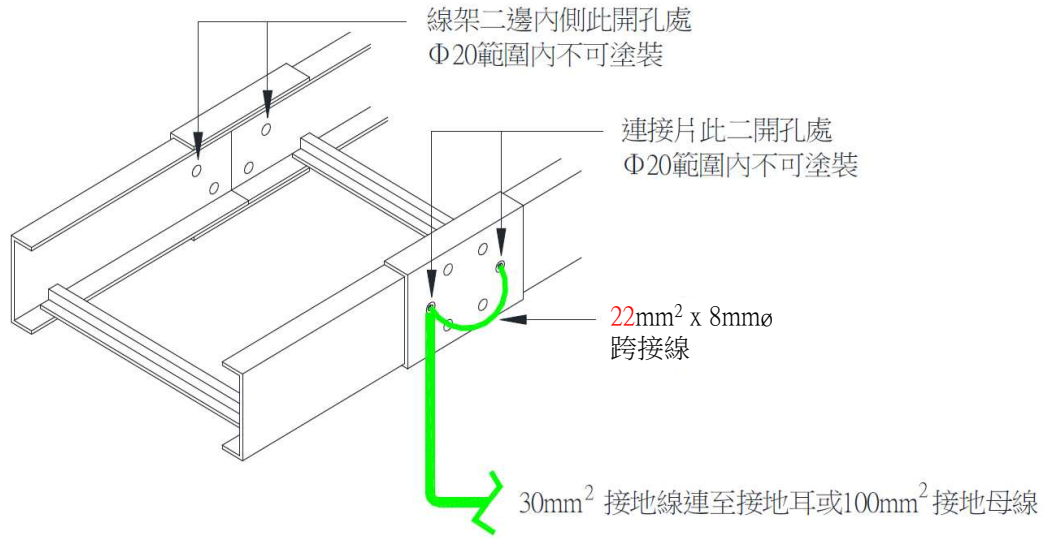 線架二邊內側此開孔處
Φ20範圍內不可塗裝
連接片此二開孔處
Φ20範圍內不可塗裝
22mm² x 8mmø
跨接線
30mm² 接地線連至接地耳或100mm² 接地母線